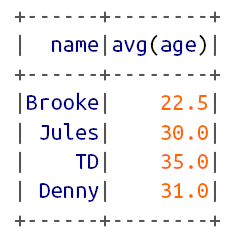 +------+--------+
|  name|avg(age)|
+------+--------+
|Brooke|    22.5|
| Jules|    30.0|
|    TD|    35.0|
| Denny|    31.0|
+------+--------+